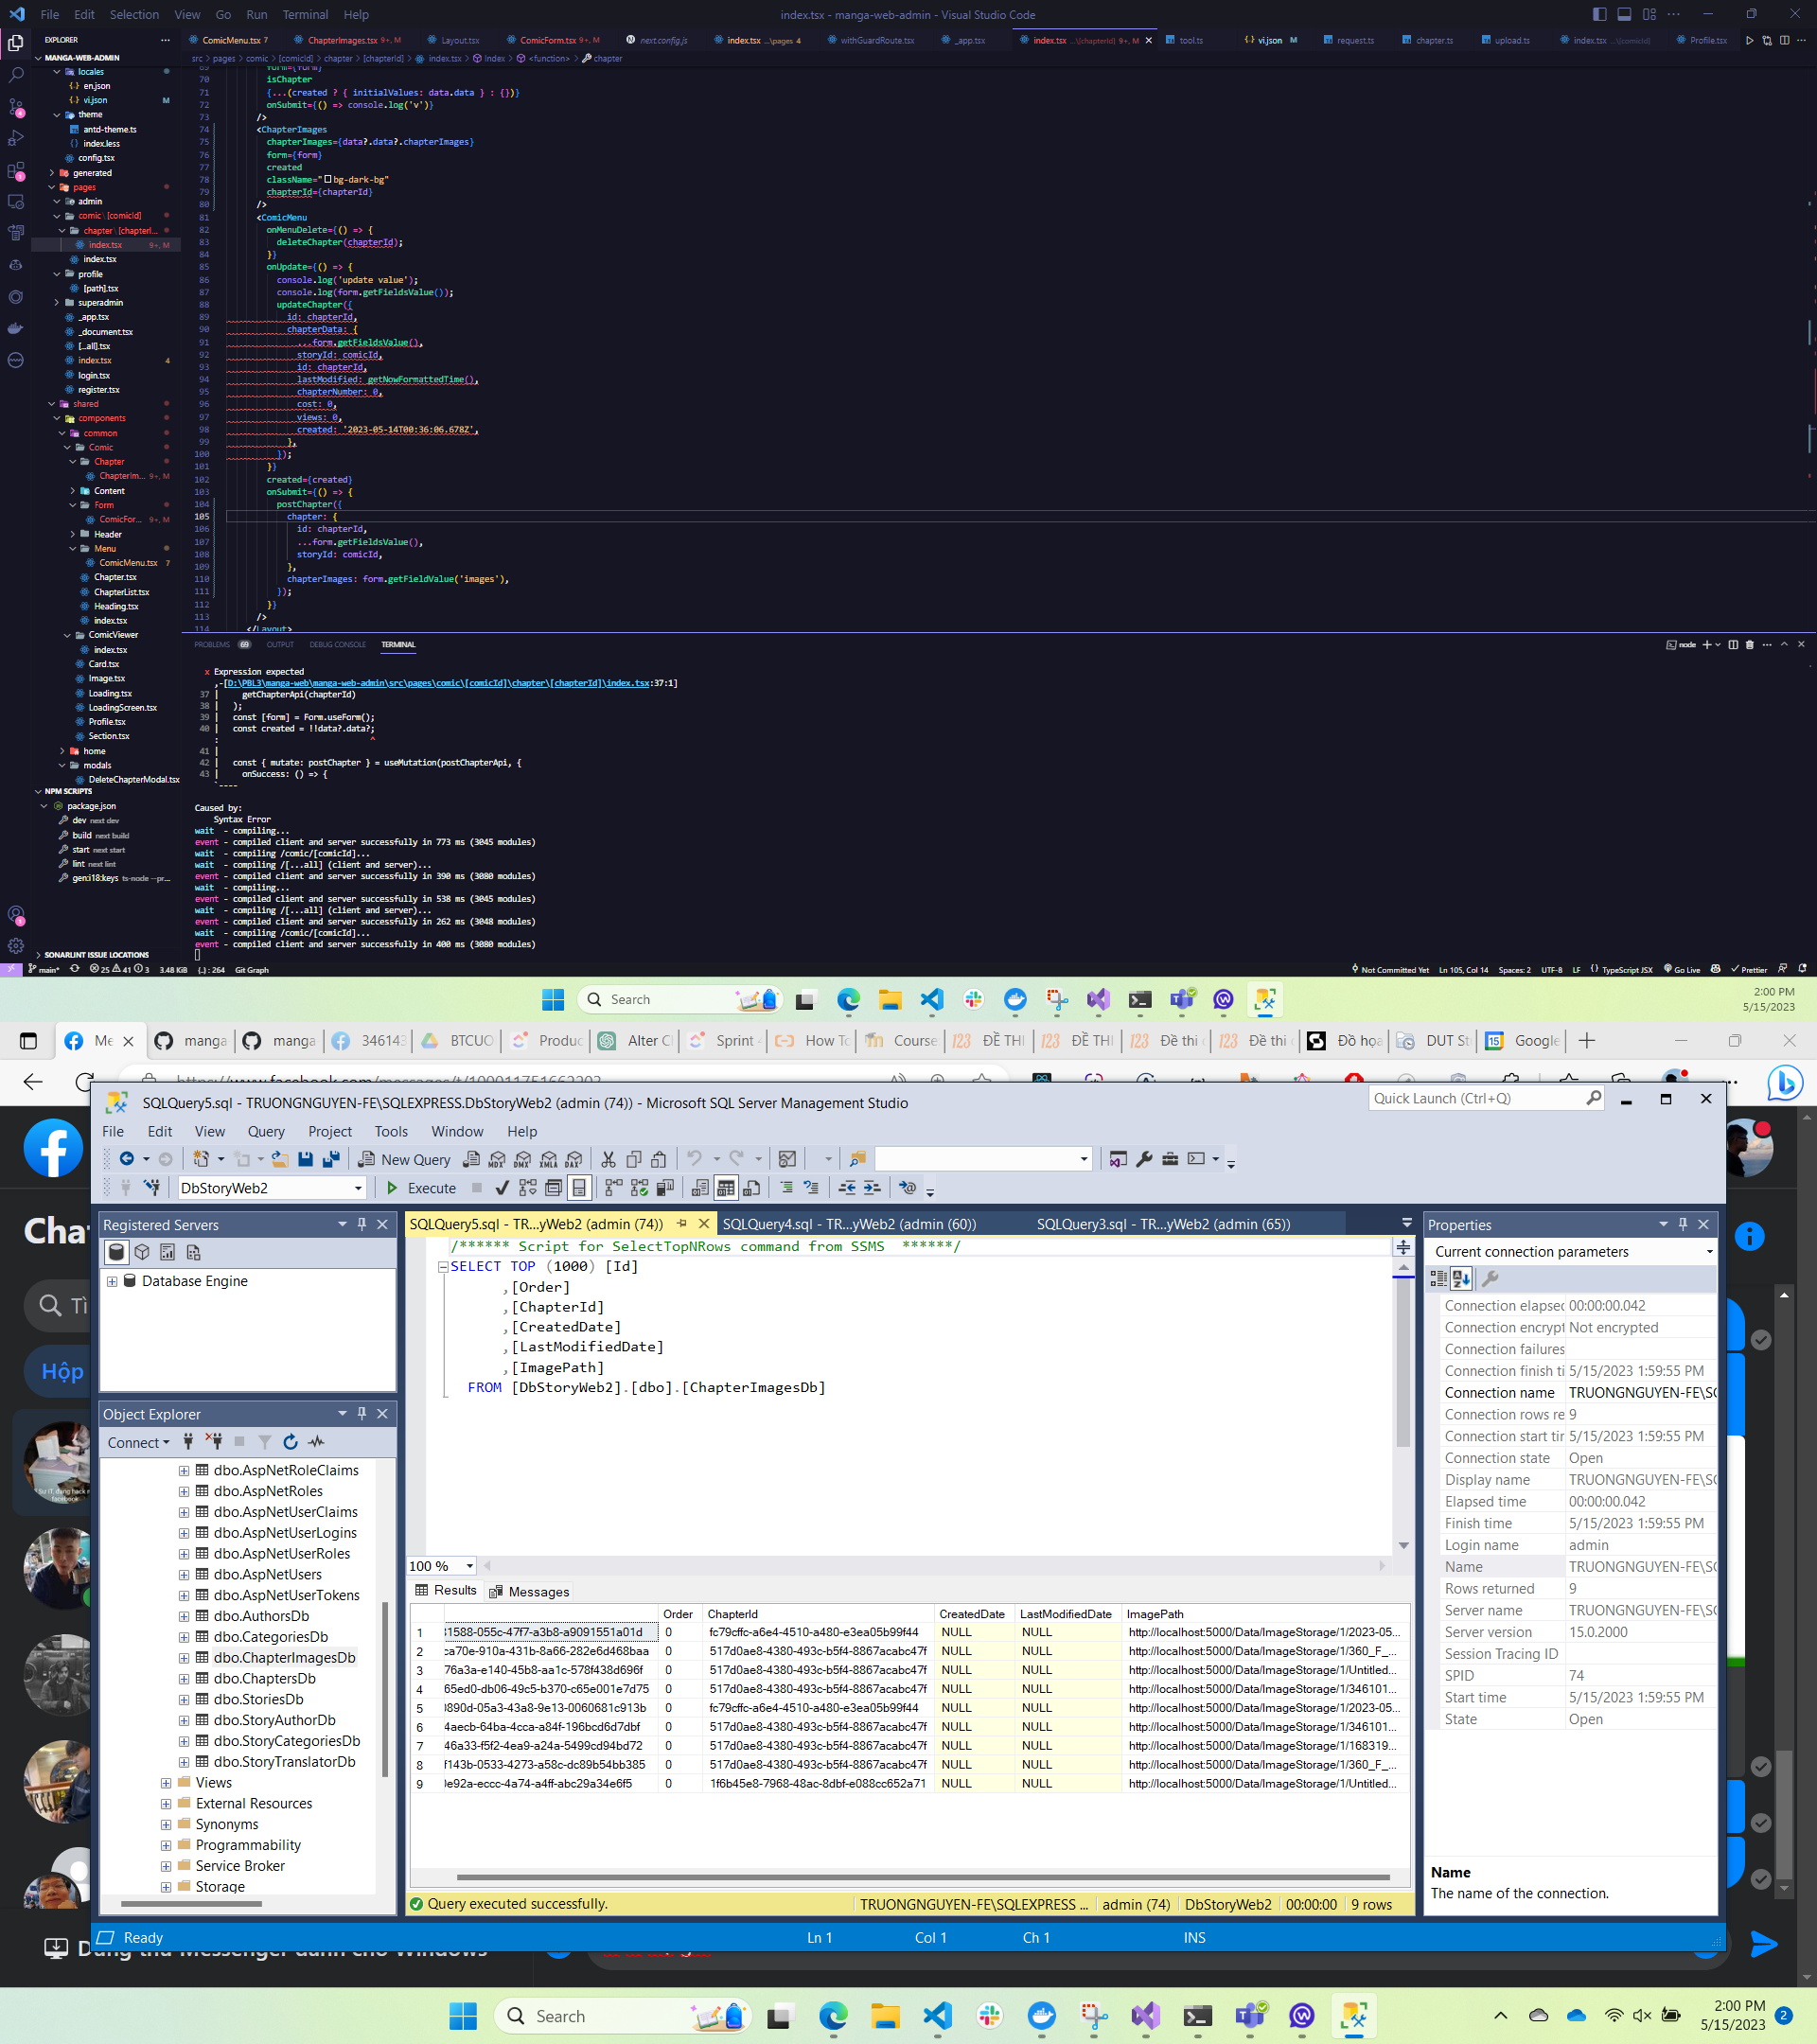 File Edit Selection View Go Run Terminal Help
index.tsx - manga-web-admin - Visual Studio Code
EXPLORER
MANGA-WEB-ADMIN
locales
en.json
vi.json M
theme
antd-theme.ts
index.less
config.tsx
generated
pages
admin
comic \ [comicId]
chapter \ [chapterI...
index.tsx 9+, M
index.tsx
profile
[path].tsx
superadmin
_app.tsx
_document.tsx
[...all].tsx
index.tsx 4
login.tsx
register.tsx
shared
components
common
Comic
Chapter
ChapterIm... 9+, M
Content
Form
ComicFor... 9+, M
Header
Menu
ComicMenu.tsx 7
Chapter.tsx
ChapterList.tsx
Heading.tsx
index.tsx
ComicViewer
index.tsx
Card.tsx
Image.tsx
Loading.tsx
LoadingScreen.tsx
Profile.tsx
Section.tsx
home
modals
DeleteChapterModal.tsx
NPM SCRIPTS
package.json
dev next dev
build next build
start next start
lint next lint
gen:i18:keys ts-node --pr...
SONARLINT ISSUE LOCATIONS
ComicMenu.tsx 7 ChapterImages.tsx 9+, M Layout.tsx ComicForm.tsx 9+, M next.config.js index.tsx ...\pages 4 withGuardRoute.tsx _app.tsx index.tsx ...\[chapterId] 9+, M tool.ts vi.json M request.ts chapter.ts upload.ts index.tsx ...\[comicId] Profile.tsx
src > pages > comic > [comicId] > chapter > [chapterId] > index.tsx > Index > <function> > chapter
69 form={form}
70 isChapter
71 {...(created ? { initialValues: data.data } : {})}
72 onSubmit={() => console.log('v')}
73 />
74 <ChapterImages
75 chapterImages={data?.data?.chapterImages}
76 form={form}
77 created
78 className="bg-dark-bg"
79 chapterId={chapterId}
80 />
81 <ComicMenu
82 onMenuDelete={() => {
83 deleteChapter(chapterId);
84 }}
85 onUpdate={() => {
86 console.log('update value');
87 console.log(form.getFieldsValue());
88 updateChapter({
89 id: chapterId,
90 chapterData: {
91 ...form.getFieldsValue(),
92 storyId: comicId,
93 id: chapterId,
94 lastModified: getNowFormattedTime(),
95 chapterNumber: 0,
96 cost: 0,
97 views: 0,
98 created: '2023-05-14T00:36:06.678Z',
99 },
100 });
101 }}
102 created={created}
103 onSubmit={() => {
104 postChapter({
105 chapter: {
106 id: chapterId,
107 ...form.getFieldsValue(),
108 storyId: comicId,
109 },
110 chapterImages: form.getFieldValue('images'),
111 });
112 }}
113 />
114 </Layout>
PROBLEMS 69 OUTPUT DEBUG CONSOLE TERMINAL
node
x Expression expected
,-[D:\PBL3\manga-web\manga-web-admin\src\pages\comic\[comicId]\chapter\[chapterId]\index.tsx:37:1]
37 | getChapterApi(chapterId)
38 | );
39 | const [form] = Form.useForm();
40 | const created = !!data?.data?;
: ^
41 |
42 | const { mutate: postChapter } = useMutation(postChapterApi, {
43 | onSuccess: () => {
`----
Caused by:
Syntax Error
wait - compiling...
event - compiled client and server successfully in 773 ms (3045 modules)
wait - compiling /comic/[comicId]...
wait - compiling /[...all] (client and server)...
event - compiled client and server successfully in 390 ms (3080 modules)
wait - compiling...
event - compiled client and server successfully in 538 ms (3045 modules)
wait - compiling /[...all] (client and server)...
event - compiled client and server successfully in 262 ms (3048 modules)
wait - compiling /comic/[comicId]...
event - compiled client and server successfully in 400 ms (3080 modules)
main* 25 41 3 3.48 KiB {..} : 264 Git Graph
Not Committed Yet Ln 105, Col 14 Spaces: 2 UTF-8 LF {} TypeScript JSX Go Live Prettier
Search
2:00 PM
5/15/2023
Me manga manga 346143 BTCUO Produc Alter C Sprint How To Course ĐỀ THI ĐỀ THI Đề thi Đề thi Đồ họa DUT St Google
SQLQuery5.sql - TRUONGNGUYEN-FE\SQLEXPRESS.DbStoryWeb2 (admin (74)) - Microsoft SQL Server Management Studio
Quick Launch (Ctrl+Q)
File Edit View Query Project Tools Window Help
New Query
DbStoryWeb2
Execute
Registered Servers
Database Engine
Object Explorer
Connect
dbo.AspNetRoleClaims
dbo.AspNetRoles
dbo.AspNetUserClaims
dbo.AspNetUserLogins
dbo.AspNetUserRoles
dbo.AspNetUsers
dbo.AspNetUserTokens
dbo.AuthorsDb
dbo.CategoriesDb
dbo.ChapterImagesDb
dbo.ChaptersDb
dbo.StoriesDb
dbo.StoryAuthorDb
dbo.StoryCategoriesDb
dbo.StoryTranslatorDb
Views
External Resources
Synonyms
Programmability
Service Broker
Storage
SQLQuery5.sql - TR...yWeb2 (admin (74)) SQLQuery4.sql - TR...yWeb2 (admin (60)) SQLQuery3.sql - TR...yWeb2 (admin (65))
/****** Script for SelectTopNRows command from SSMS ******/
SELECT TOP (1000) [Id]
,[Order]
,[ChapterId]
,[CreatedDate]
,[LastModifiedDate]
,[ImagePath]
FROM [DbStoryWeb2].[dbo].[ChapterImagesDb]
100 %
Results Messages
Order ChapterId CreatedDate LastModifiedDate ImagePath
1 31588-055c-47f7-a3b8-a9091551a01d 0 fc79cffc-a6e4-4510-a480-e3ea05b99f44 NULL NULL http://localhost:5000/Data/ImageStorage/1/2023-05...
2 ca70e-910a-431b-8a66-282e6d468baa 0 517d0ae8-4380-493c-b5f4-8867acabc47f NULL NULL http://localhost:5000/Data/ImageStorage/1/360_F_...
3 76a3a-e140-45b8-aa1c-578f438d696f 0 517d0ae8-4380-493c-b5f4-8867acabc47f NULL NULL http://localhost:5000/Data/ImageStorage/1/Untitled...
4 65ed0-db06-49c5-b370-c65e001e7d75 0 517d0ae8-4380-493c-b5f4-8867acabc47f NULL NULL http://localhost:5000/Data/ImageStorage/1/346101...
5 0890d-05a3-43a8-9e13-0060681c913b 0 fc79cffc-a6e4-4510-a480-e3ea05b99f44 NULL NULL http://localhost:5000/Data/ImageStorage/1/2023-05...
6 4aecb-64ba-4cca-a84f-196bcd6d7dbf 0 517d0ae8-4380-493c-b5f4-8867acabc47f NULL NULL http://localhost:5000/Data/ImageStorage/1/346101...
7 46a33-f5f2-4ea9-a24a-5499cd94bd72 0 517d0ae8-4380-493c-b5f4-8867acabc47f NULL NULL http://localhost:5000/Data/ImageStorage/1/168319...
8 f143b-0533-4273-a58c-dc89b54bb385 0 517d0ae8-4380-493c-b5f4-8867acabc47f NULL NULL http://localhost:5000/Data/ImageStorage/1/360_F_...
9 0e92a-eccc-4a74-a4ff-abc29a34e6f5 0 1f6b45e8-7968-48ac-8dbf-e088cc652a71 NULL NULL http://localhost:5000/Data/ImageStorage/1/Untitled...
Query executed successfully. TRUONGNGUYEN-FE\SQLEXPRESS ... admin (74) DbStoryWeb2 00:00:00 9 rows
Properties
Current connection parameters
Connection elapsec 00:00:00.042
Connection encrypt Not encrypted
Connection failures
Connection finish ti 5/15/2023 1:59:55 PM
Connection name TRUONGNGUYEN-FE\SC
Connection rows re 9
Connection start tir 5/15/2023 1:59:55 PM
Connection state Open
Display name TRUONGNGUYEN-FE\SC
Elapsed time 00:00:00.042
Finish time 5/15/2023 1:59:55 PM
Login name admin
Name TRUONGNGUYEN-FE\SC
Rows returned 9
Server name TRUONGNGUYEN-FE\SC
Server version 15.0.2000
Session Tracing ID
SPID 74
Start time 5/15/2023 1:59:55 PM
State Open
Name
The name of the connection.
Ready Ln 1 Col 1 Ch 1 INS
Cha
Tì
Hộp
Search
2:00 PM
5/15/2023
2